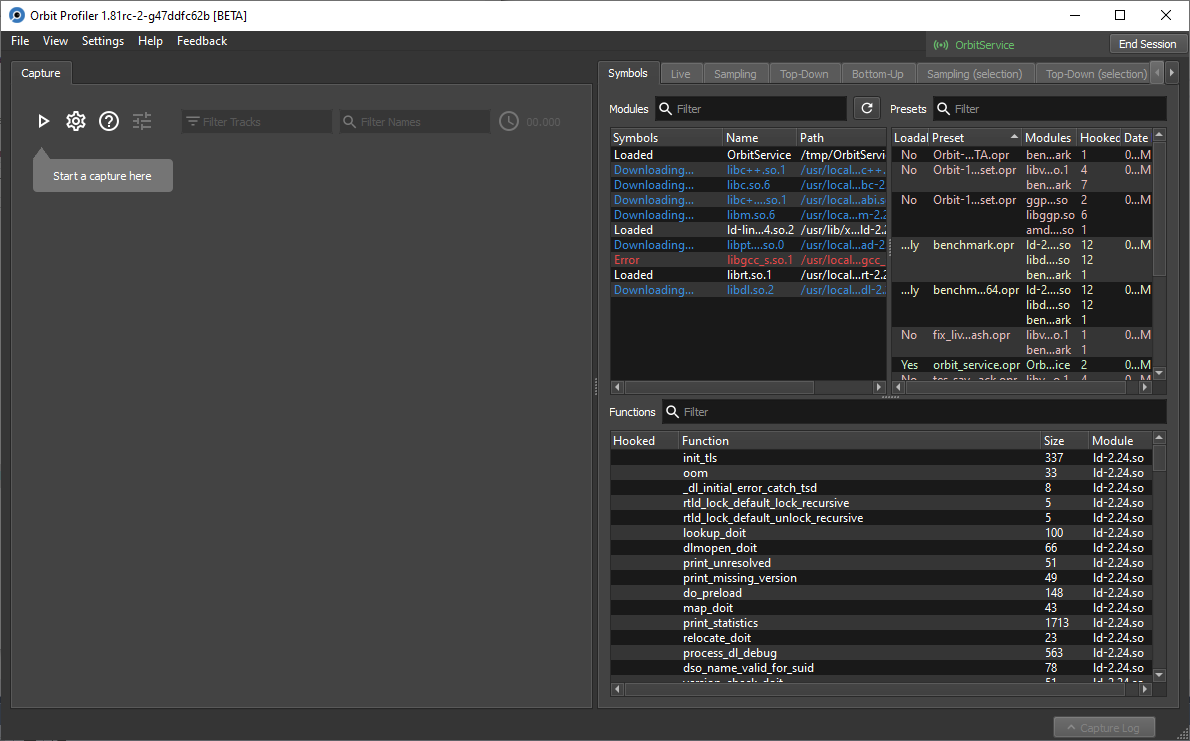 Orbit Profiler 1.81rc-2-g47ddfc62b [BETA]
File View Settings Help Feedback
OrbitService
End Session
Capture
Filter Tracks
Filter Names
00.000
Start a capture here
Symbols Live Sampling Top-Down Bottom-Up Sampling (selection) Top-Down (selection)
Modules Filter
Symbols Name Path
Loaded OrbitService /tmp/OrbitServi
Downloading... libc++.so.1 /usr/local...c++.
Downloading... libc.so.6 /usr/local...bc-2
Downloading... libc+....so.1 /usr/local...abi.s
Downloading... libm.so.6 /usr/loca...m-2.2
Loaded ld-lin...4.so.2 /usr/lib/x...ld-2.2
Downloading... libpt....so.0 /usr/local...ad-2
Error libgcc_s.so.1 /usr/local...gcc_
Loaded librt.so.1 /usr/local...rt-2.2
Downloading... libdl.so.2 /usr/local...dl-2.
Presets Filter
Loadal Preset Modules Hooked Date
No Orbit-...TA.opr ben...ark 1 0...M
No Orbit-1...set.opr libv...o.1 4 0...M
ben...ark 7
No Orbit-1...set.opr ggp...so 2 0...M
libggp.so 6
amd....so 1
...ly benchmark.opr ld-2....so 12 0...M
libd....so 12
ben...ark 1
...ly benchm...64.opr ld-2....so 12 0...M
libd....so 12
ben...ark 1
No fix_liv...ash.opr libv...o.1 1 0...M
ben...ark 1
Yes orbit_service.opr Orb...ice 2 0...M
Functions Filter
Hooked Function Size Module
init_tls 337 ld-2.24.so
oom 33 ld-2.24.so
_dl_initial_error_catch_tsd 8 ld-2.24.so
rtld_lock_default_lock_recursive 5 ld-2.24.so
rtld_lock_default_unlock_recursive 5 ld-2.24.so
lookup_doit 100 ld-2.24.so
dlmopen_doit 66 ld-2.24.so
print_unresolved 51 ld-2.24.so
print_missing_version 49 ld-2.24.so
do_preload 148 ld-2.24.so
map_doit 43 ld-2.24.so
print_statistics 1713 ld-2.24.so
relocate_doit 23 ld-2.24.so
process_dl_debug 563 ld-2.24.so
dso_name_valid_for_suid 78 ld-2.24.so
version_check_doit 51 ld-2.24.so
Capture Log